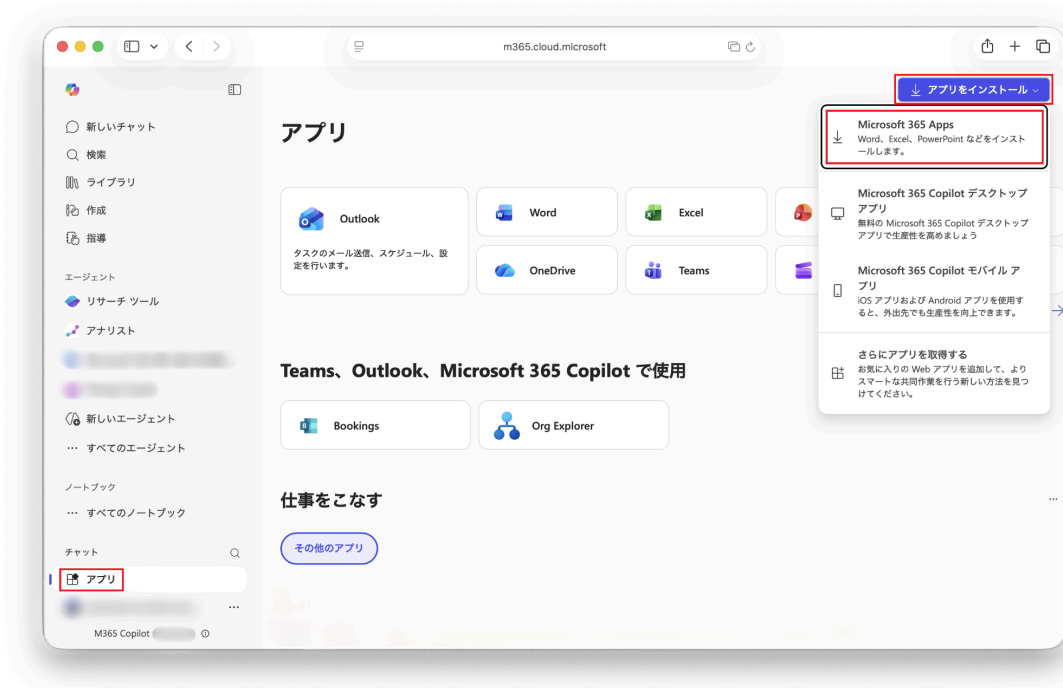 m365.cloud.microsoft
新しいチャット
検索
ライブラリ
作成
指導
エージェント
リサーチ ツール
アナリスト
新しいエージェント
すべてのエージェント
ノートブック
すべてのノートブック
チャット
アプリ
M365 Copilot
アプリ
Outlook
タスクのメール送信、スケジュール、設
定を行います。
Word
Excel
OneDrive
Teams
Teams、Outlook、Microsoft 365 Copilot で使用
Bookings
Org Explorer
仕事をこなす
その他のアプリ
アプリをインストール
Microsoft 365 Apps
Word、Excel、PowerPoint などをインスト
ールします。
Microsoft 365 Copilot デスクトップ
アプリ
無料の Microsoft 365 Copilot デスクトップ
アプリで生産性を高めましょう
Microsoft 365 Copilot モバイル ア
プリ
iOS アプリおよび Android アプリを使用す
ると、外出先でも生産性を向上できます。
さらにアプリを取得する
お気に入りの Web アプリを追加して、より
スマートな共同作業を行う新しい方法を見つ
けてください。